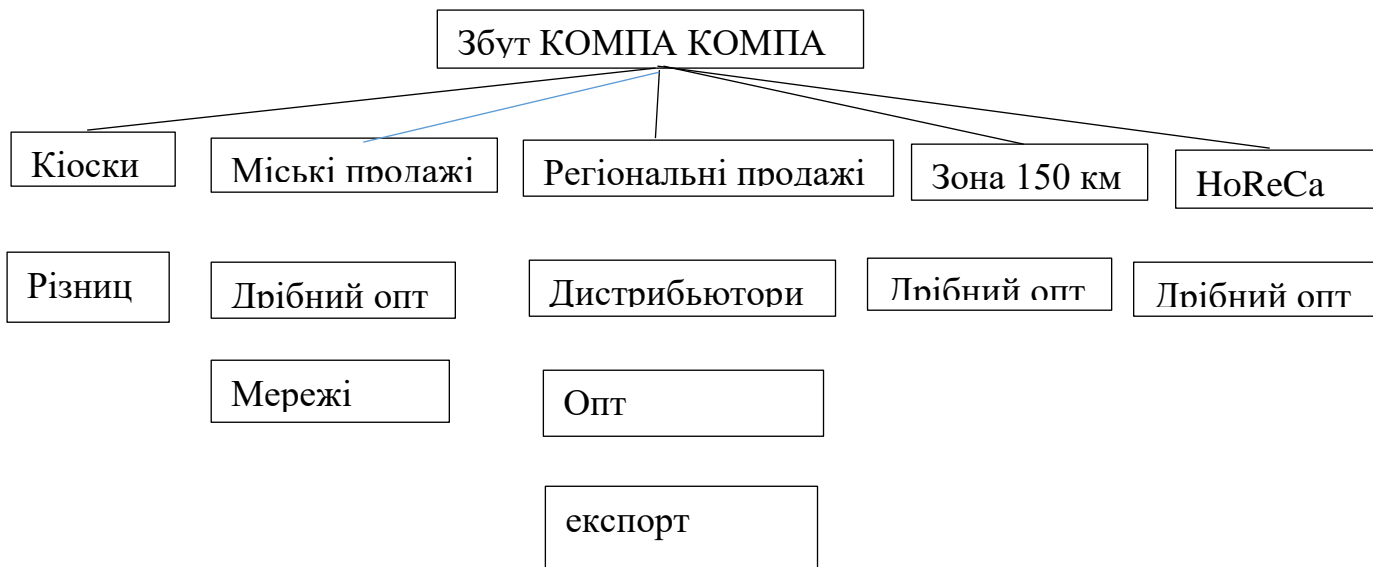 Збут КОМПА КОМПА
Кіоски
Міські продажі
Регіональні продажі
Зона 150 км
HoReCa
Різниц
Дрібний опт
Дистрибьютори
Дрібний опт
Дрібний опт
Мережі
Опт
експорт